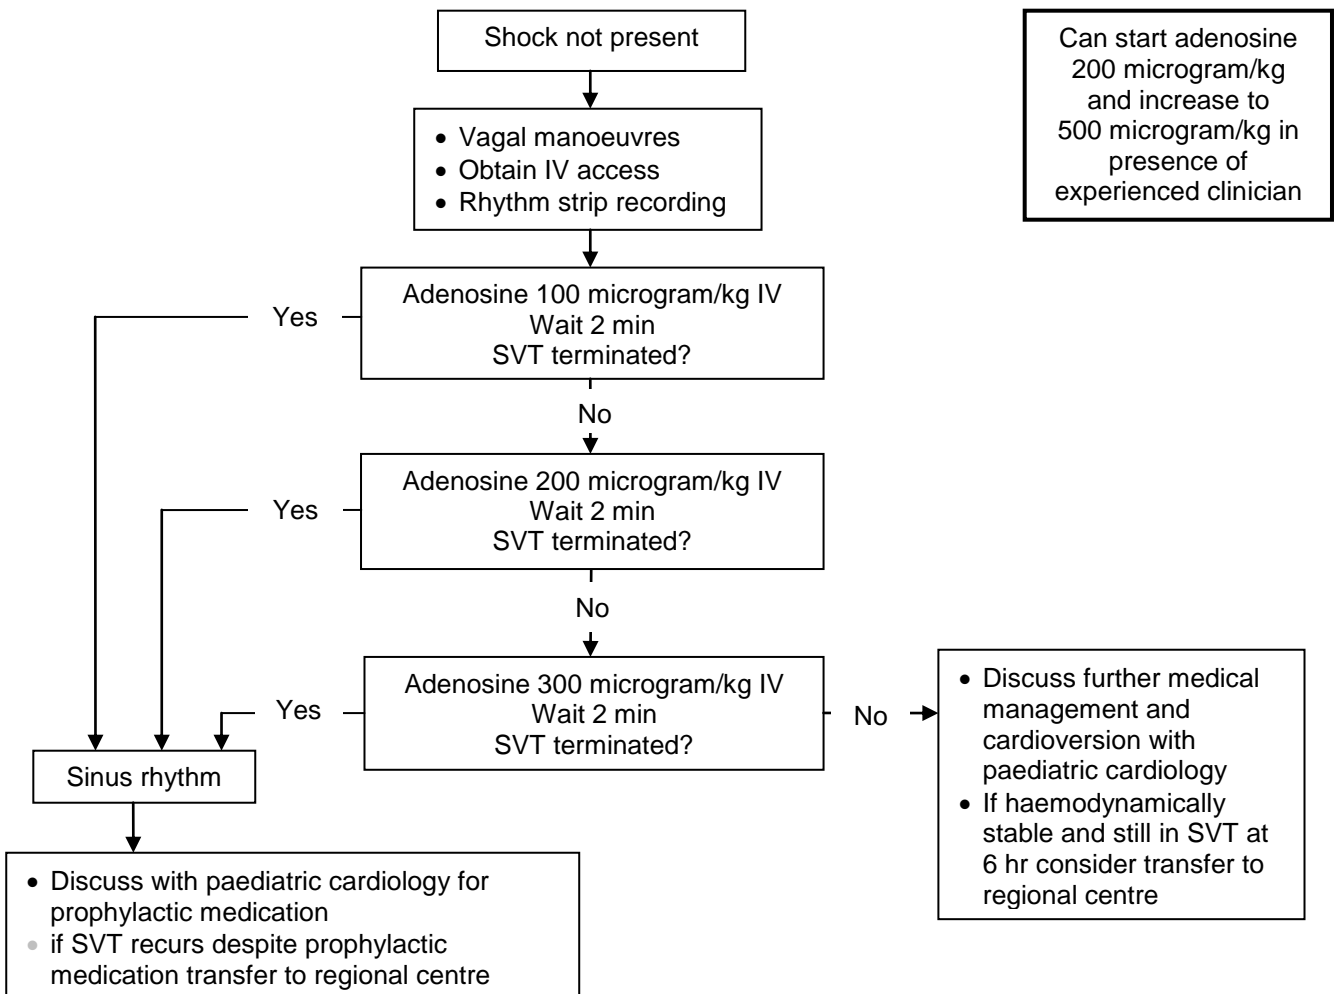 Shock not present
Can start adenosine
200 microgram/kg
and increase to
500 microgram/kg in
presence of
experienced clinician
• Vagal manoeuvres
• Obtain IV access
• Rhythm strip recording
Adenosine 100 microgram/kg IV
Wait 2 min
SVT terminated?
Yes
No
Adenosine 200 microgram/kg IV
Wait 2 min
SVT terminated?
Yes
No
Adenosine 300 microgram/kg IV
Wait 2 min
SVT terminated?
Yes
No
• Discuss further medical
management and
cardioversion with
paediatric cardiology
• If haemodynamically
stable and still in SVT at
6 hr consider transfer to
regional centre
Sinus rhythm
• Discuss with paediatric cardiology for
prophylactic medication
• if SVT recurs despite prophylactic
medication transfer to regional centre